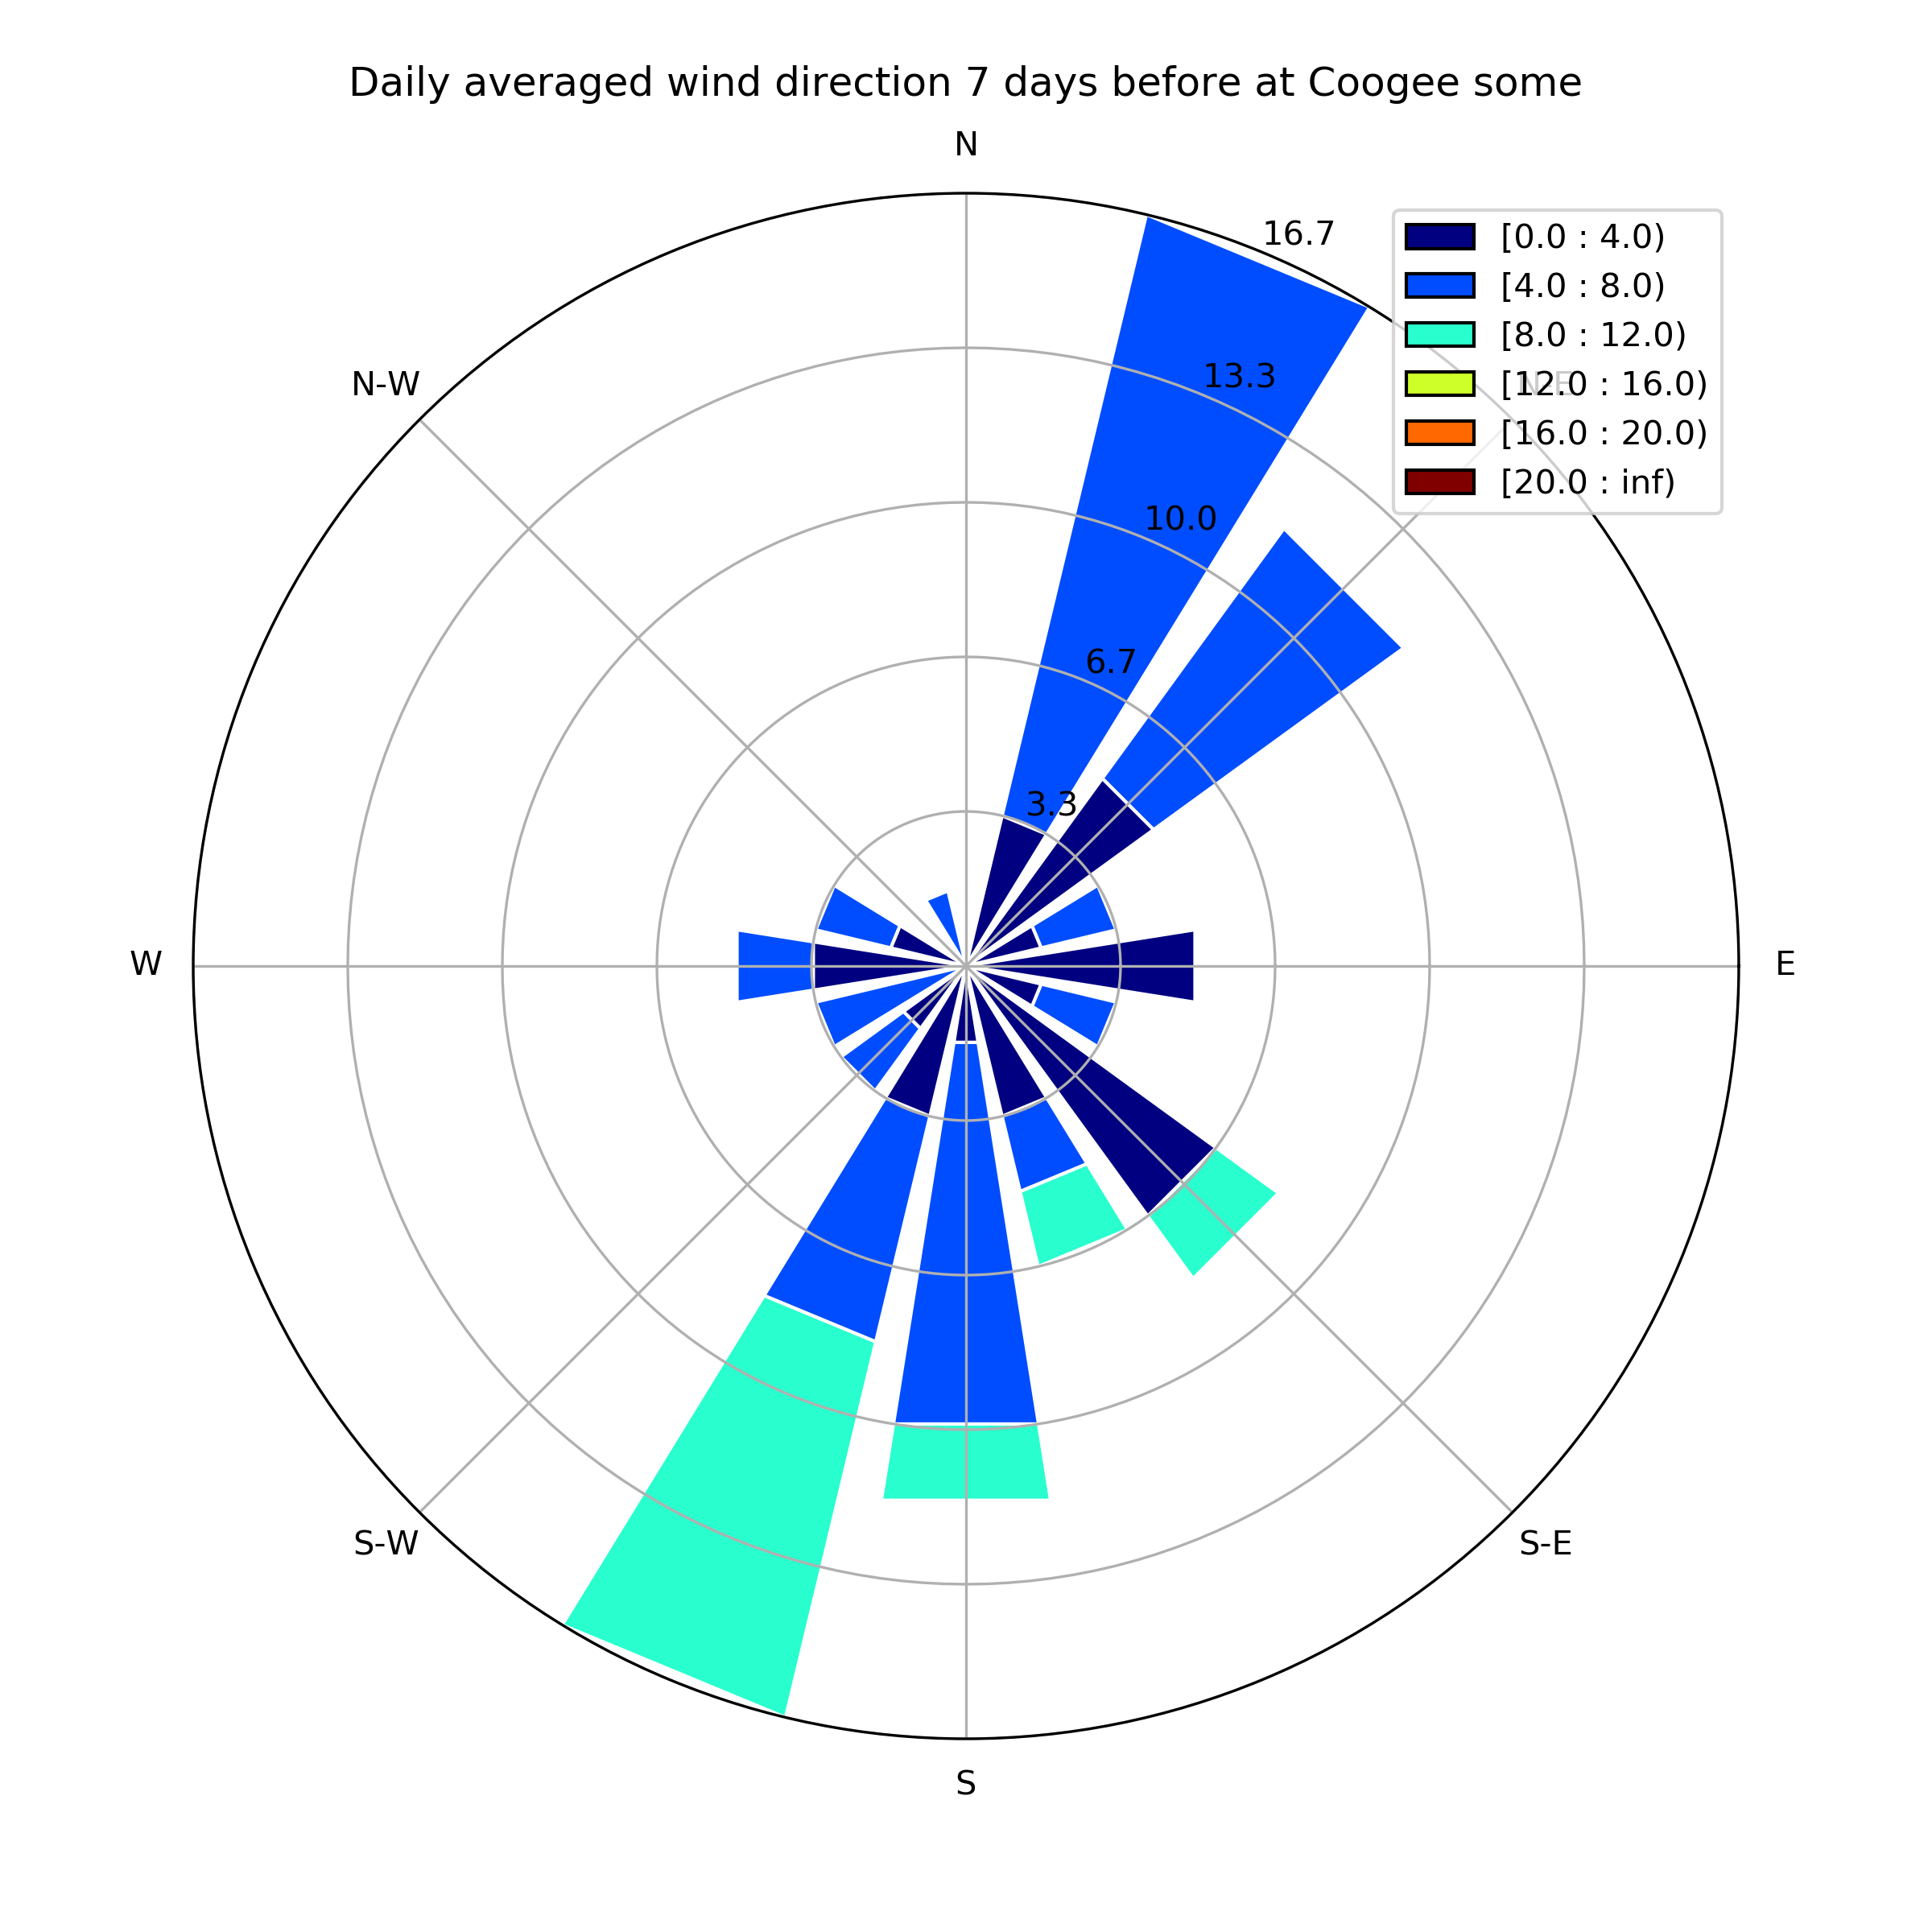 Daily averaged wind direction 7 days before at Coogee some
N
16.7
[0.0 : 4.0)
[4.0 : 8.0)
[8.0 : 12.0)
N-W
13.3
[12.0 : 16.0)
[16.0 : 20.0)
[20.0 : inf)
10.0
6.7
3.3
W
E
S-W
S-E
S